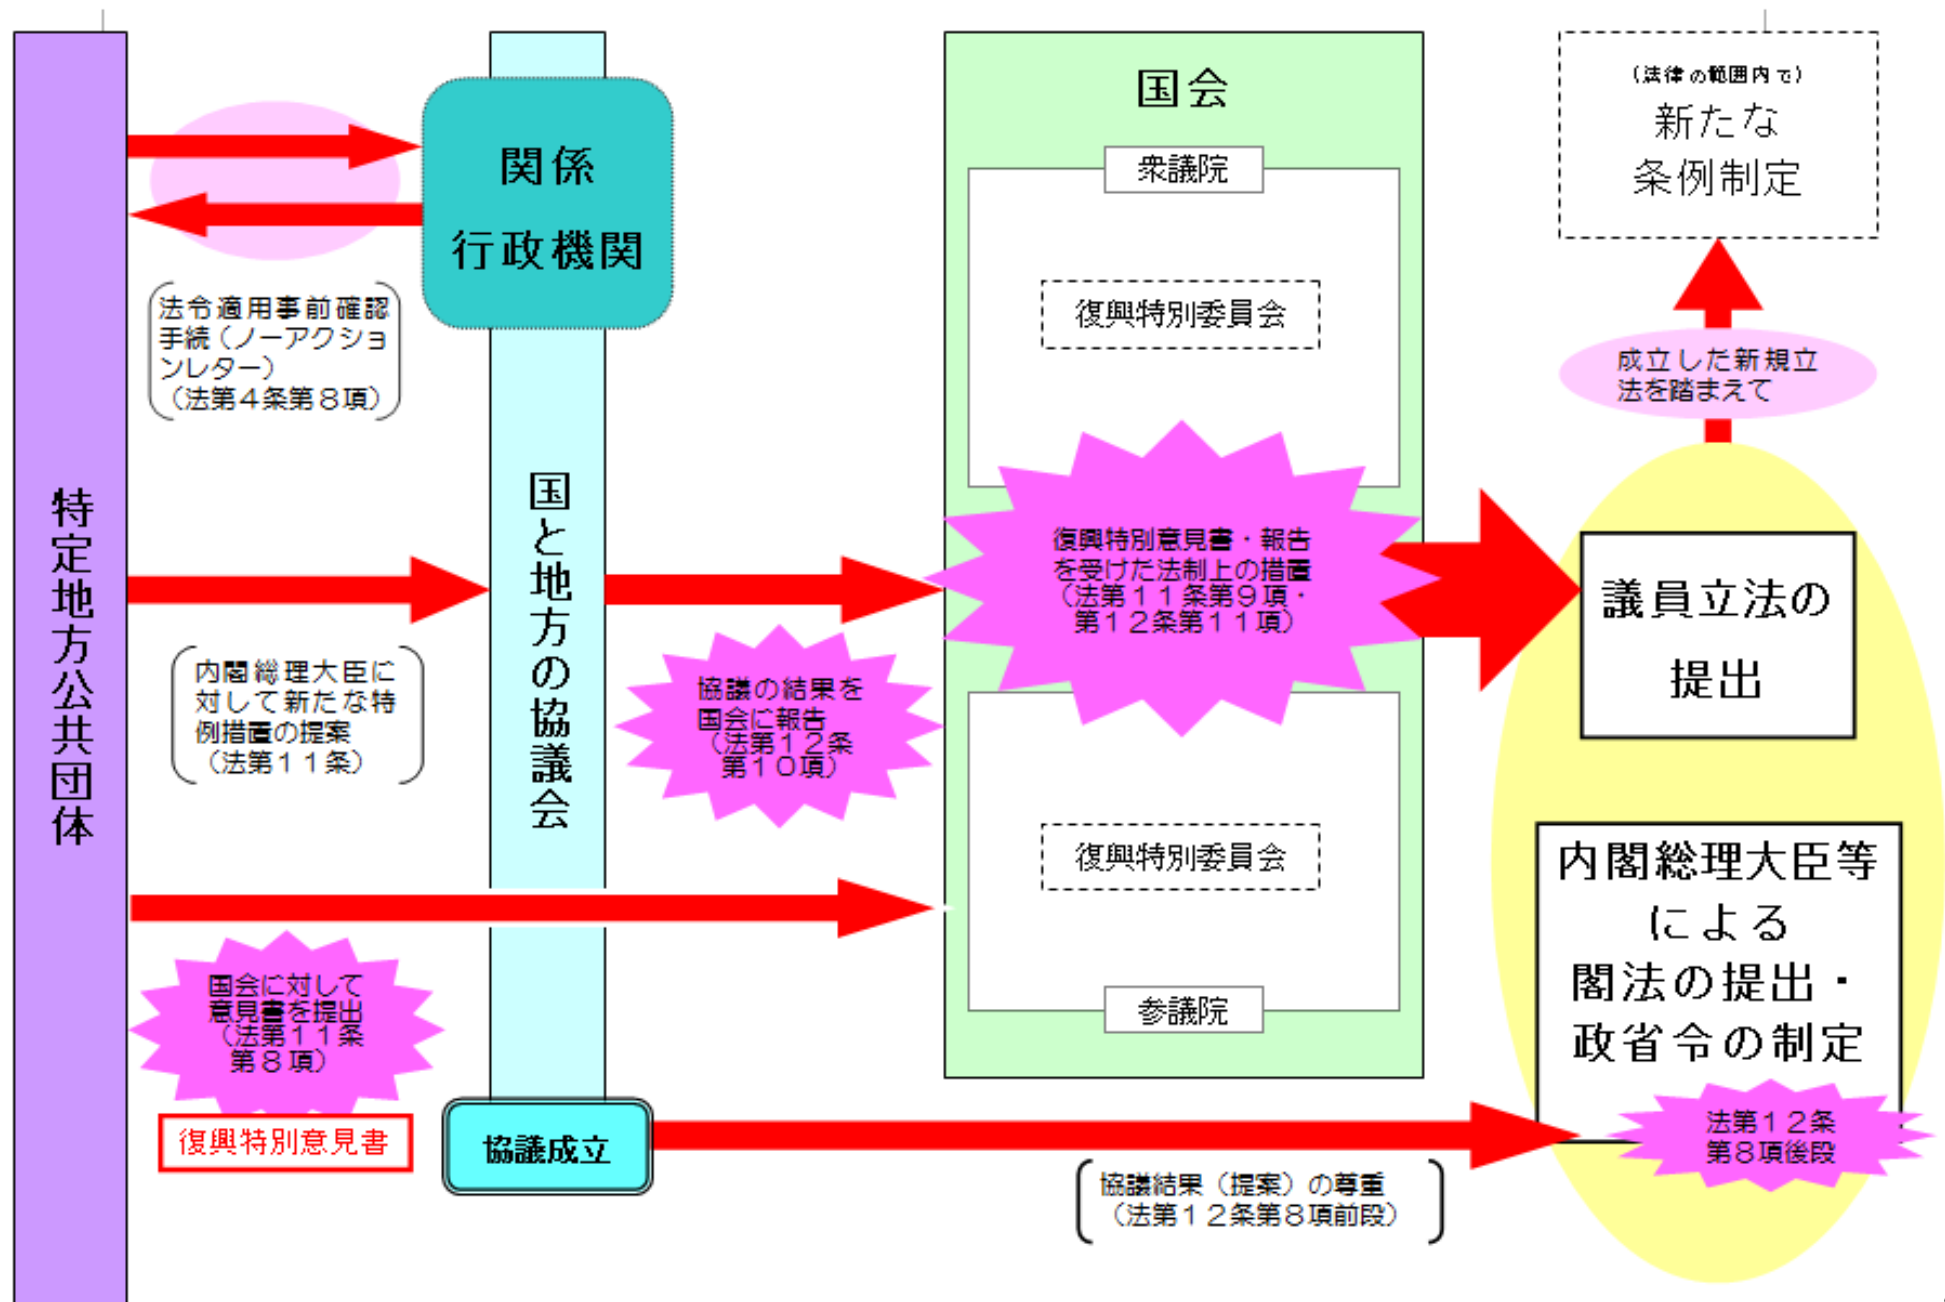 特定地方公共団体
関係
行政機関
法令適用事前確認
手続（ノーアクショ
ンレター）
（法第４条第８項）
国と地方の協議会
内閣総理大臣に
対して新たな特
例措置の提案
（法第１１条）
協議の結果を
国会に報告
（法第１２条
第１０項）
国会に対して
意見書を提出
（法第１１条
第８項）
復興特別意見書
協議成立
国会
衆議院
復興特別委員会
復興特別意見書・報告
を受けた法制上の措置
（法第１１条第９項・
第１２条第１１項）
復興特別委員会
参議院
協議結果（提案）の尊重
（法第１２条第８項前段）
（法律の範囲内で）
新たな
条例制定
成立した新規立
法を踏まえて
議員立法の
提出
内閣総理大臣等
による
閣法の提出・
政省令の制定
法第１２条
第８項後段